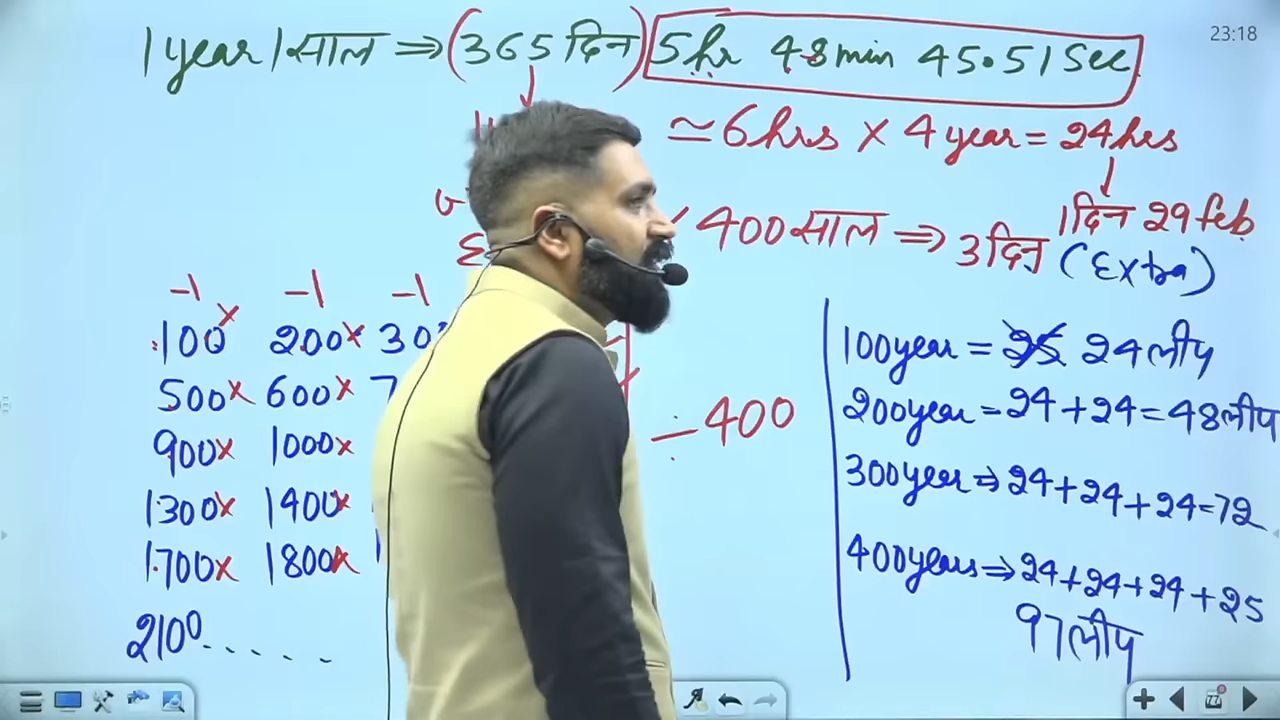 23:18
1 year 1 साल ⇒ (365 दिन) 5 hr 48 min 45.51 Sec
≃ 6 hrs × 4 year = 24 hrs
1 दिन 29 feb
400 साल ⇒ 3 दिन (Extra)
-1 -1 -1
100 × 200 × 30
500 × 600 × 7
900 × 1000 ×
1300 × 1400 ×
1700 × 1800 ×
2100.....
-400
100 year = 25 24 लीप
200 year = 24 + 24 = 48 लीप
300 year ⇒ 24 + 24 + 24 = 72
400 years ⇒ 24 + 24 + 24 + 25
97 लीप